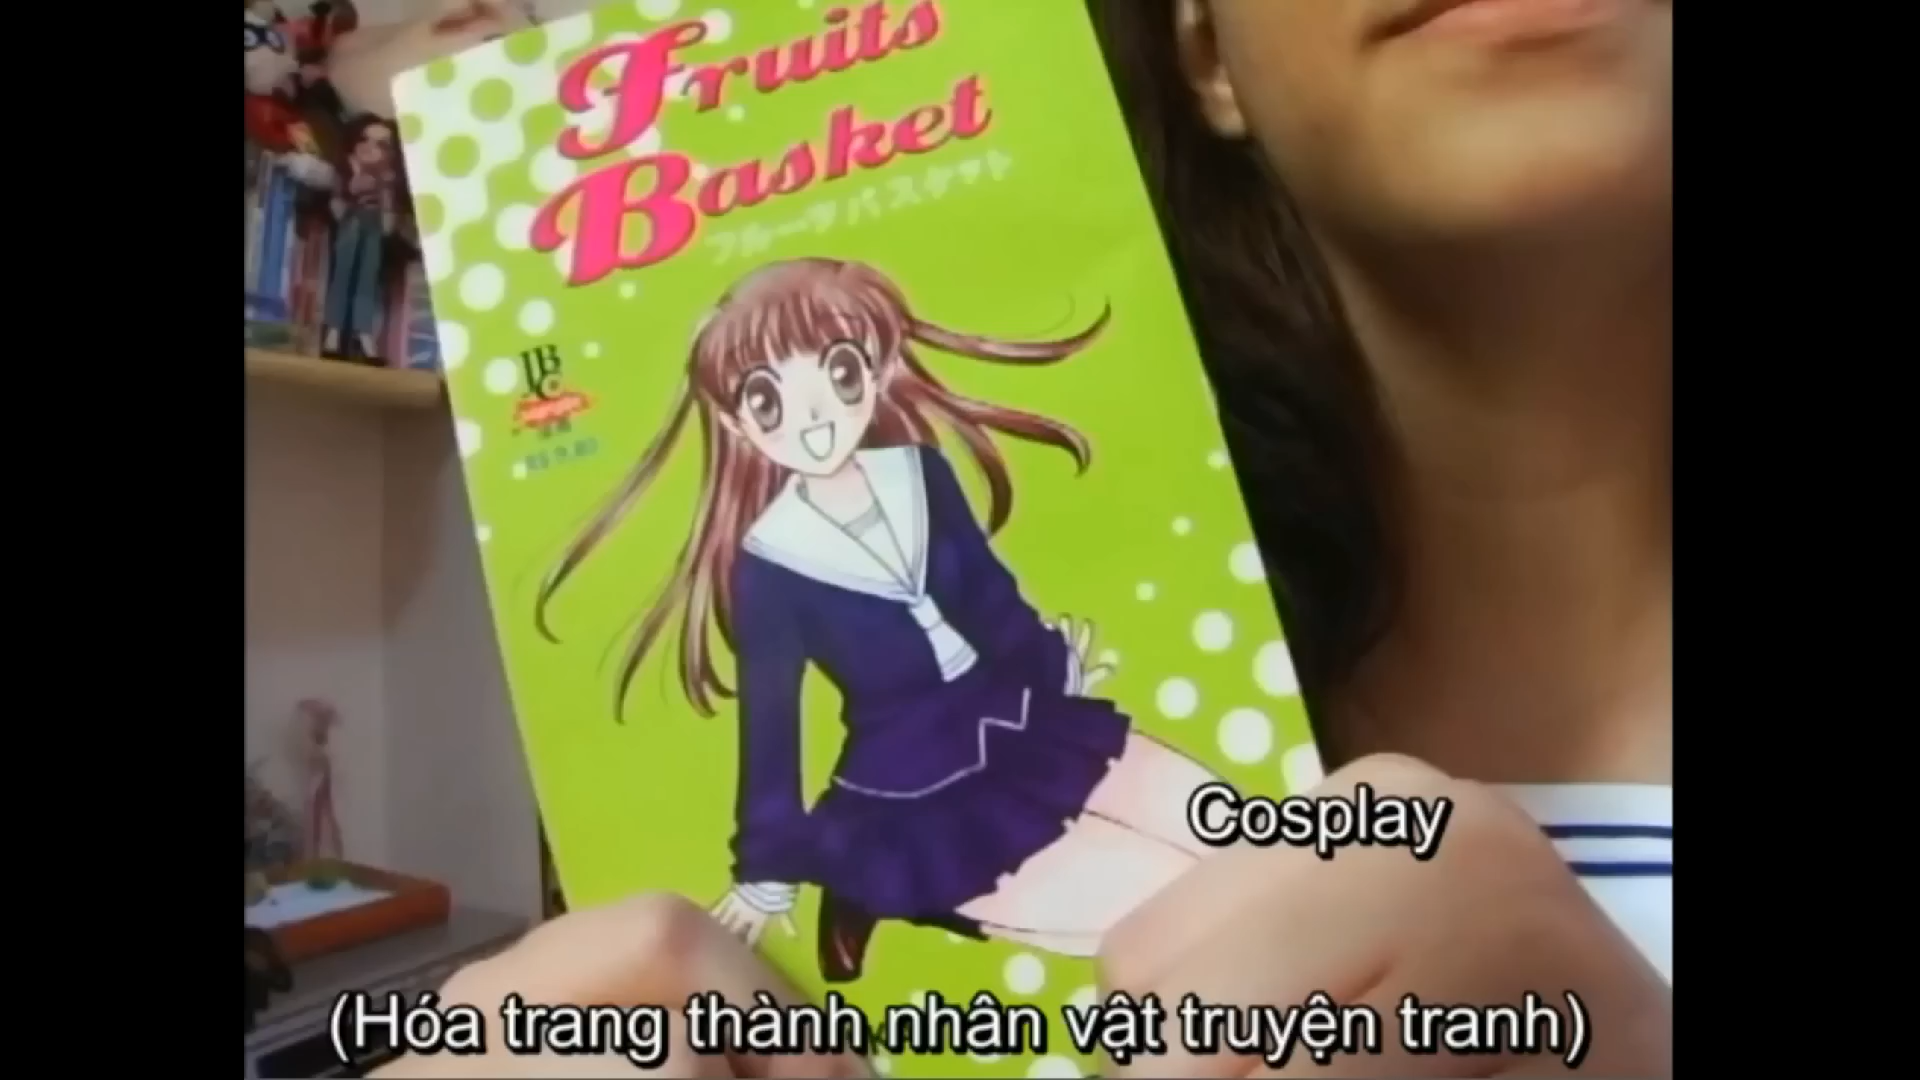 Fruits
Basket
フルーツバスケット
JBC
Cosplay
(Hóa trang thành nhân vật truyện tranh)